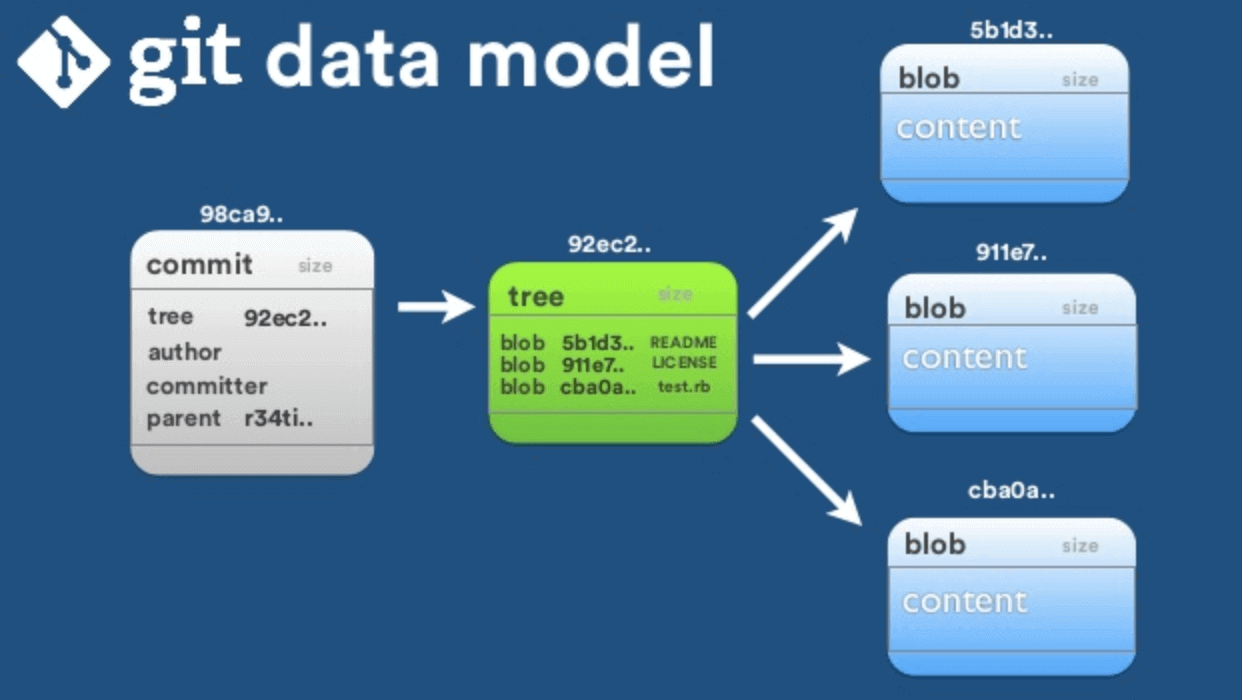 git data model
98ca9..
commit size
tree 92ec2..
author
committer
parent r34ti..
92ec2..
tree size
blob 5b1d3.. README
blob 911e7.. LICENSE
blob cba0a.. test.rb
5b1d3..
blob size
content
911e7..
blob size
content
cba0a..
blob size
content